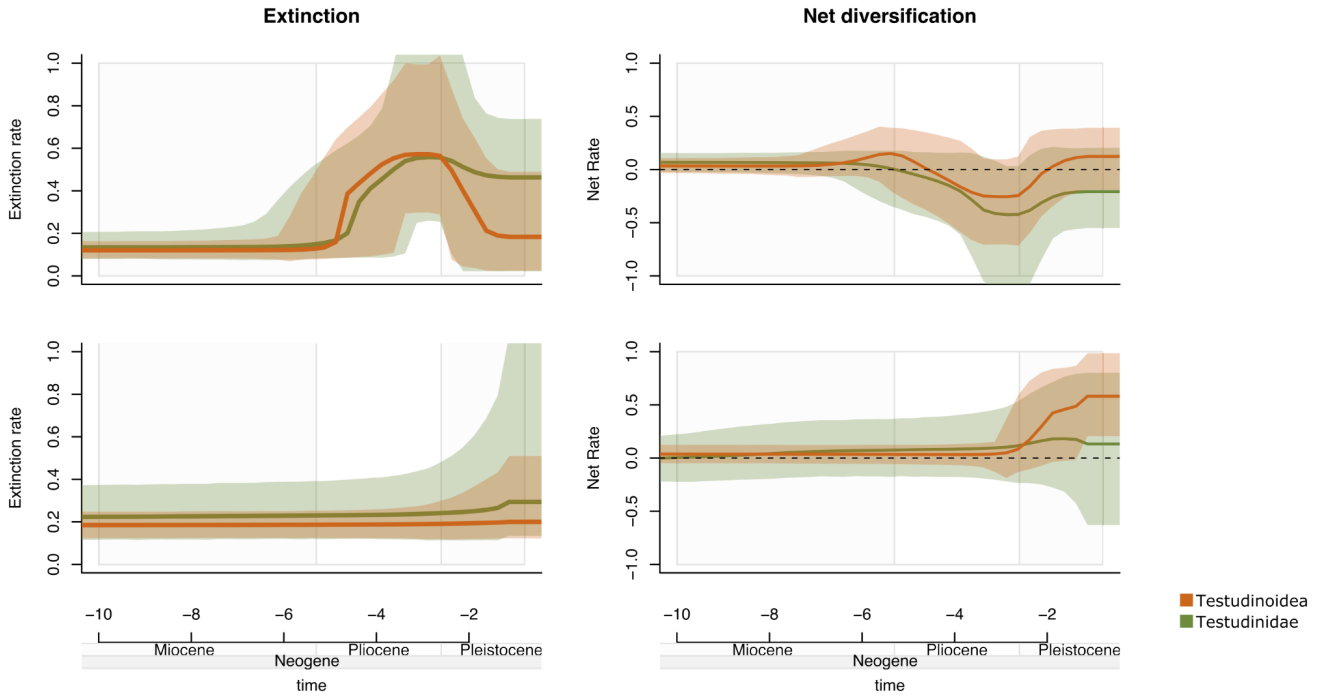 Extinction
Net diversification
Extinction rate
1.0
0.8
0.6
0.4
0.2
0.0
Net Rate
1.0
0.5
0.0
−0.5
−1.0
Extinction rate
1.0
0.8
0.6
0.4
0.2
0.0
Net Rate
1.0
0.5
0.0
−0.5
−1.0
−10 −8 −6 −4 −2
Miocene Pliocene Pleistocene
Neogene
time
−10 −8 −6 −4 −2
Miocene Pliocene Pleistocene
Neogene
time
Testudinoidea
Testudinidae